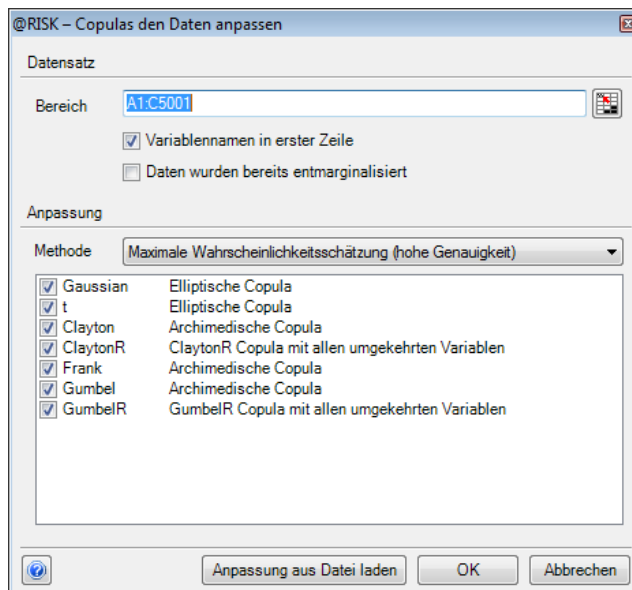 @RISK – Copulas den Daten anpassen
Datensatz
Bereich A1:C5001
Variablennamen in erster Zeile
Daten wurden bereits entmarginalisiert
Anpassung
Methode Maximale Wahrscheinlichkeitsschätzung (hohe Genauigkeit)
Gaussian Elliptische Copula
t Elliptische Copula
Clayton Archimedische Copula
ClaytonR ClaytonR Copula mit allen umgekehrten Variablen
Frank Archimedische Copula
Gumbel Archimedische Copula
GumbelR GumbelR Copula mit allen umgekehrten Variablen
? Anpassung aus Datei laden OK Abbrechen